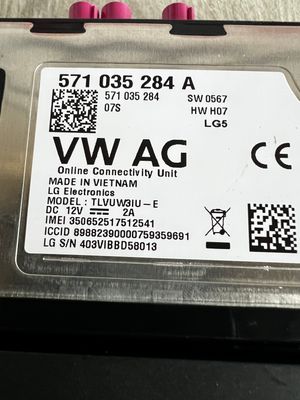 571 035 284 A
571 035 284 SW 0567
07S HW H07
LG5
VW AG
Online Connectivity Unit
MADE IN VIETNAM
LG Electronics
MODEL : TLVUW3IU-E
DC 12V ⎓ 2A
IMEI 350652517512541
ICCID 89882390000759359691
LG S/N 403VIBBD58013
CE